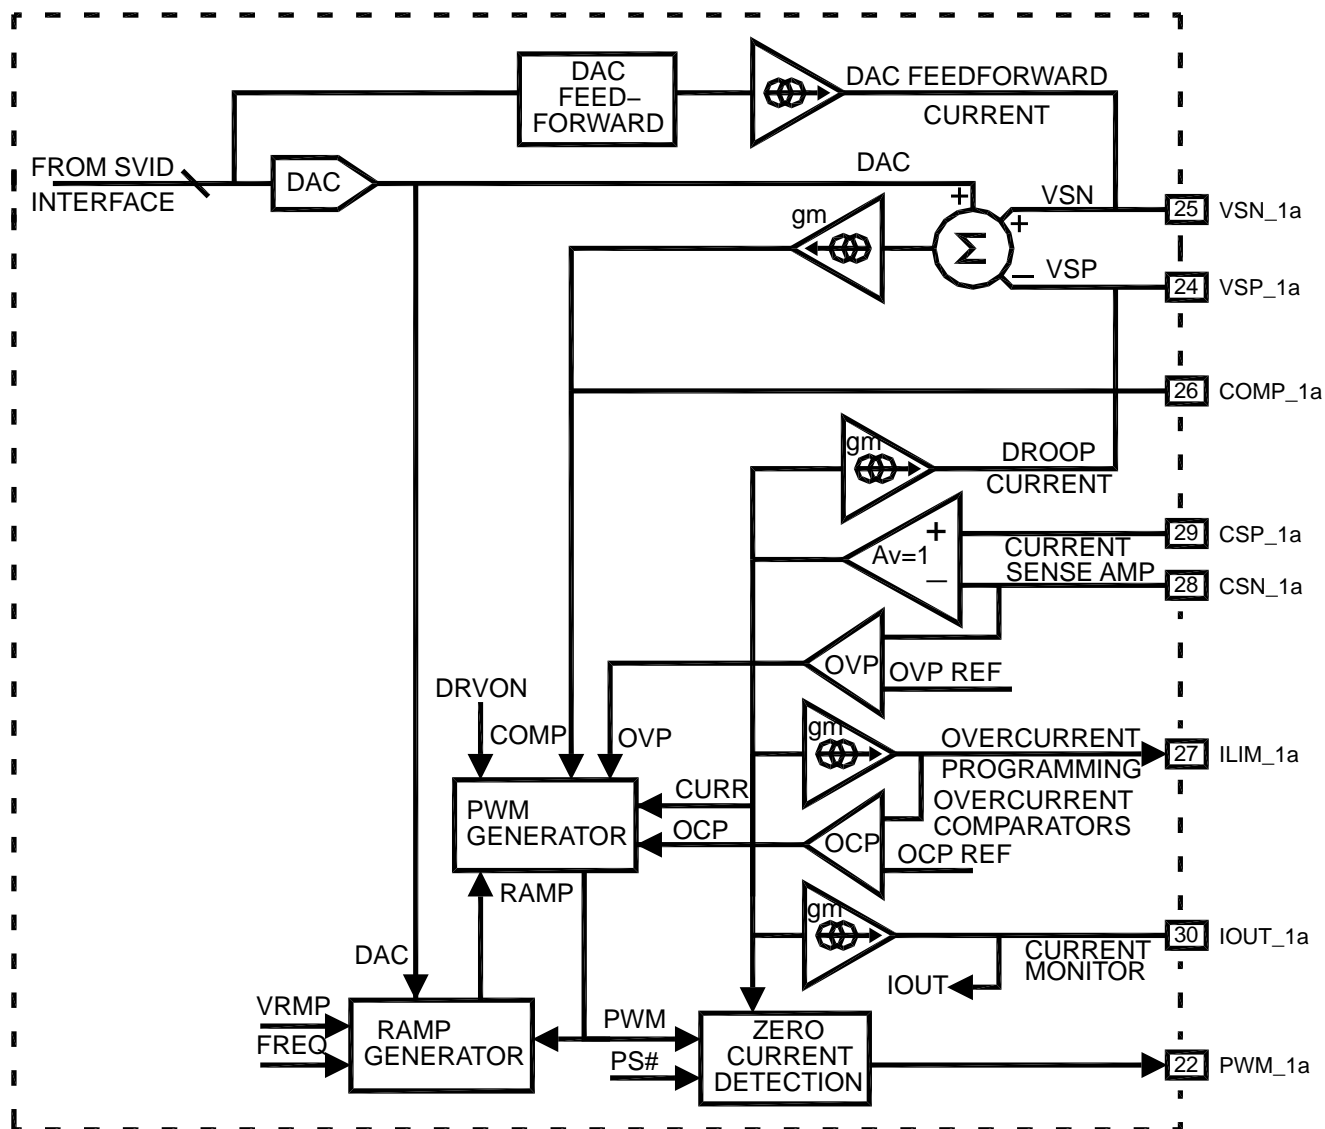 DAC
FEED–
FORWARD
DAC FEEDFORWARD
CURRENT
FROM SVID
INTERFACE
DAC
DAC
+
VSN
25 VSN_1a
gm
Σ
+
–
VSP
24 VSP_1a
26 COMP_1a
gm
DROOP
CURRENT
Av=1
+
–
29 CSP_1a
CURRENT
SENSE AMP
28 CSN_1a
OVP
OVP REF
DRVON
COMP
OVP
gm
OVERCURRENT
PROGRAMMING
27 ILIM_1a
PWM
GENERATOR
CURR
OCP
OCP
OVERCURRENT
COMPARATORS
OCP REF
RAMP
gm
30 IOUT_1a
CURRENT
MONITOR
IOUT
DAC
VRMP
FREQ
RAMP
GENERATOR
PWM
PS#
ZERO
CURRENT
DETECTION
22 PWM_1a